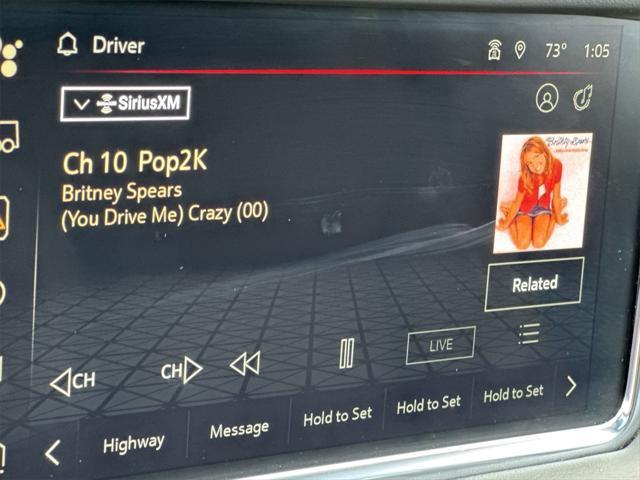 Driver
73° 1:05
SiriusXM
Ch 10 Pop2K
Britney Spears
(You Drive Me) Crazy (00)
Britney Spears
Related
CH CH LIVE
Highway Message Hold to Set Hold to Set Hold to Set